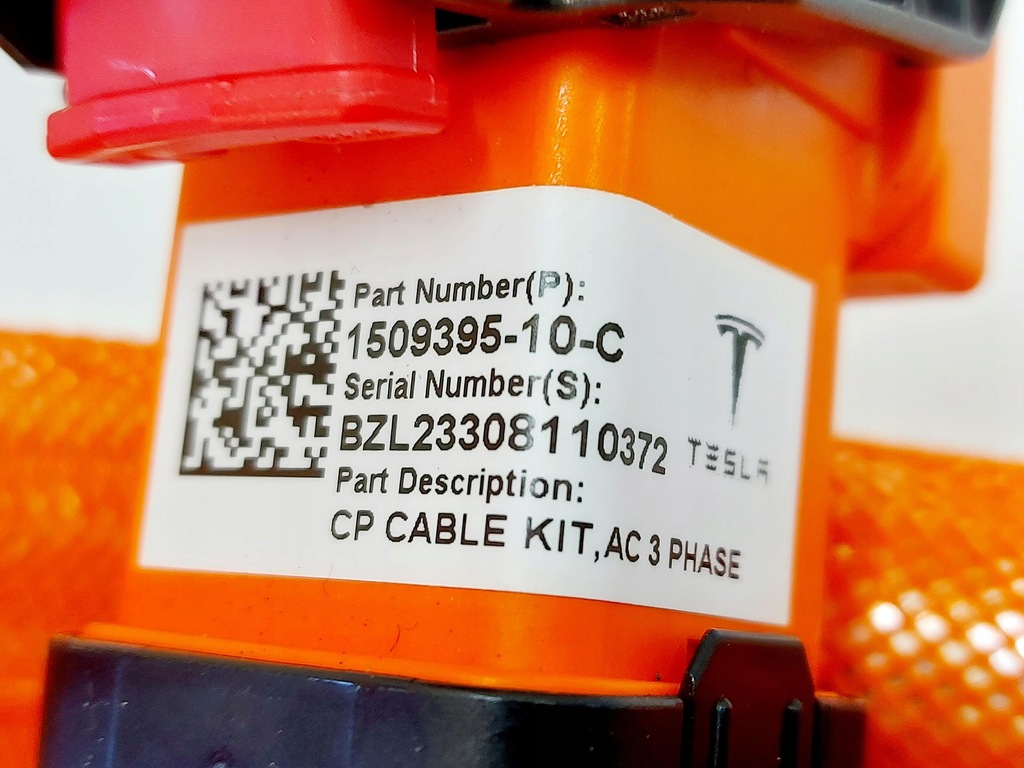 Part Number(P):
1509395-10-C
Serial Number(S):
BZL23308110372
Part Description:
CP CABLE KIT,AC 3 PHASE
TESLA